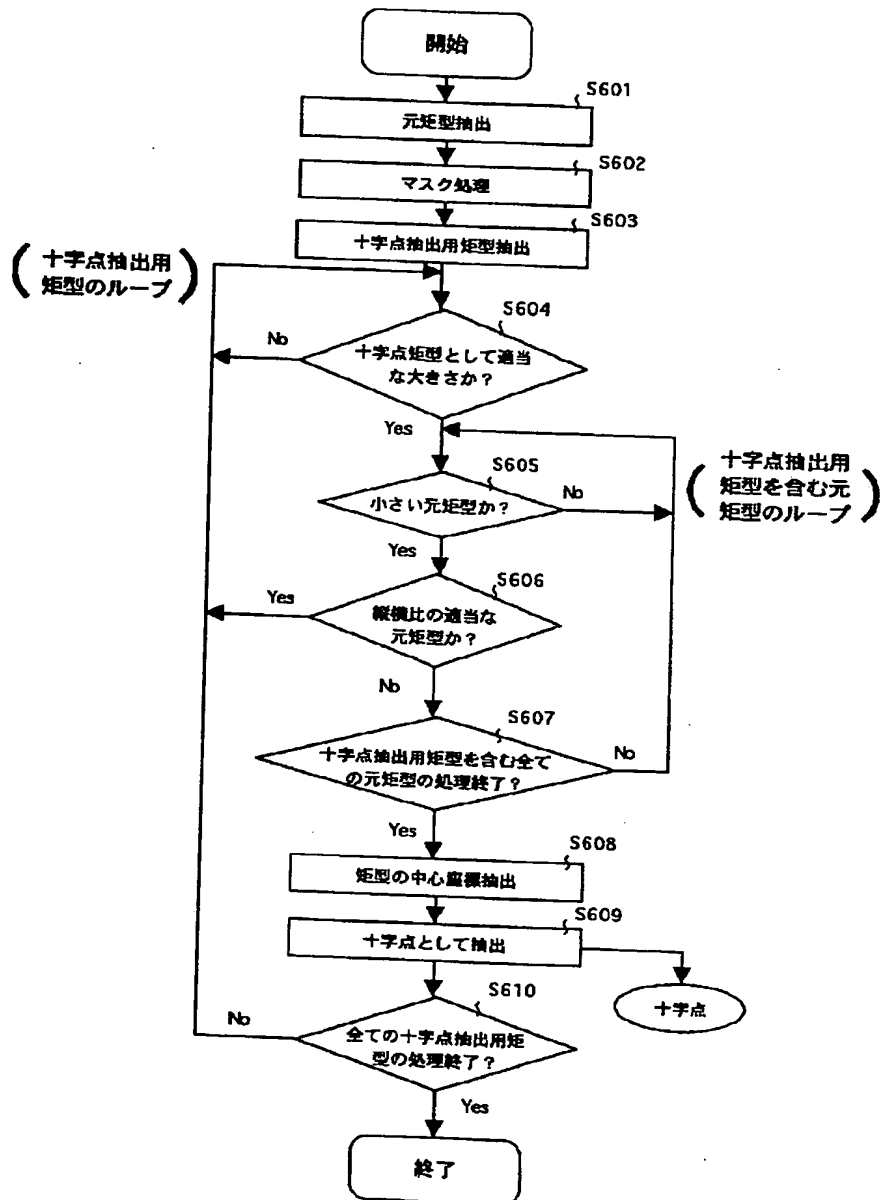 開始
S601
元矩型抽出
S602
マスク処理
S603
十字点抽出用矩型抽出
十字点抽出用
矩型のループ
S604
十字点矩型として適当
な大きさか？
No
Yes
S605
小さい元矩型か？
No
十字点抽出用
矩型を含む元
矩型のループ
Yes
S606
縦横比の適当な
元矩型か？
Yes
No
S607
十字点抽出用矩型を含む全て
の元矩型の処理終了？
No
Yes
S608
矩型の中心座標抽出
S609
十字点として抽出
十字点
S610
全ての十字点抽出用矩
型の処理終了？
No
Yes
終了